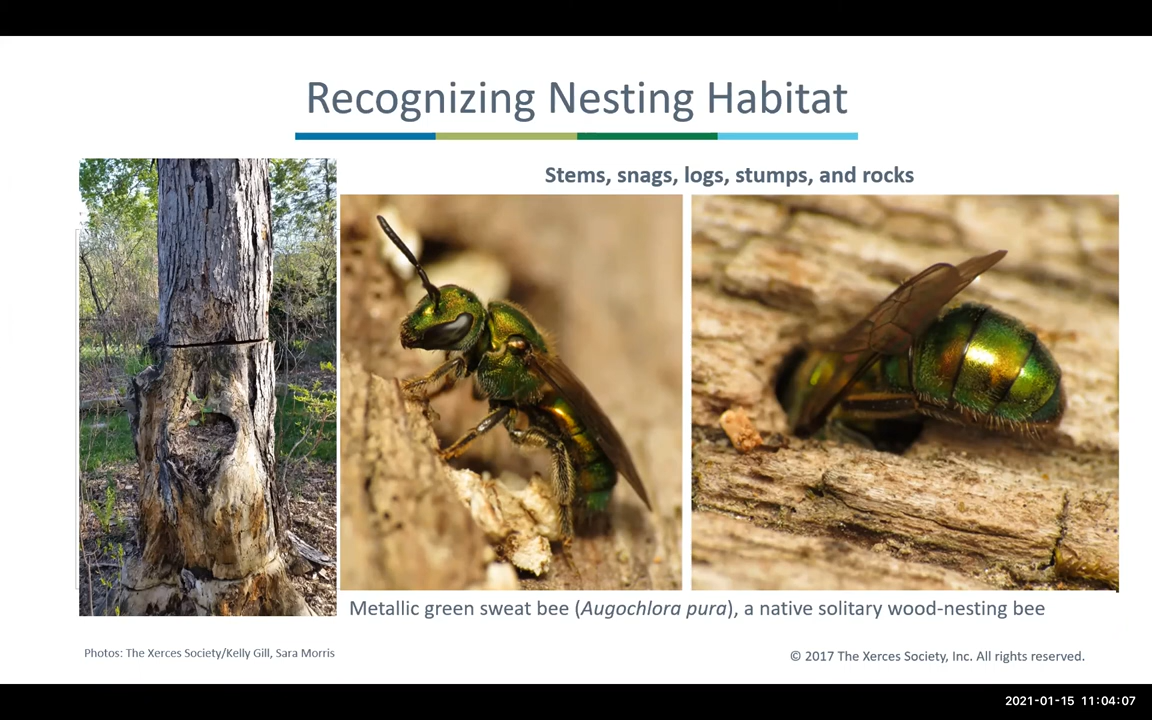 Recognizing Nesting Habitat
Stems, snags, logs, stumps, and rocks
Metallic green sweat bee (Augochlora pura), a native solitary wood-nesting bee
Photos: The Xerces Society/Kelly Gill, Sara Morris
© 2017 The Xerces Society, Inc. All rights reserved.
2021-01-15 11:04:07